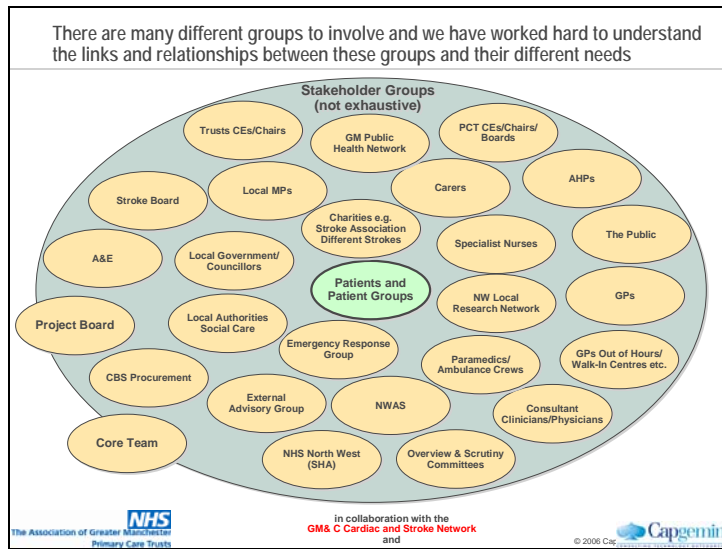 There are many different groups to involve and we have worked hard to understand
the links and relationships between these groups and their different needs
Stakeholder Groups
(not exhaustive)
Trusts CEs/Chairs
GM Public
Health Network
PCT CEs/Chairs/
Boards
AHPs
Local MPs
Carers
Stroke Board
Charities e.g.
Stroke Association
Different Strokes
Specialist Nurses
The Public
A&E
Local Government/
Councillors
Patients and
Patient Groups
NW Local
Research Network
GPs
Project Board
Local Authorities
Social Care
Emergency Response
Group
Paramedics/
Ambulance Crews
GPs Out of Hours/
Walk-In Centres etc.
CBS Procurement
External
Advisory Group
NWAS
Consultant
Clinicians/Physicians
Core Team
NHS North West
(SHA)
Overview & Scrutiny
Committees
NHS
The Association of Greater Manchester
Primary Care Trusts
in collaboration with the
GM& C Cardiac and Stroke Network
and
© 2006
Capgemini
CONSULTING.TECHNOLOGY.OUTSOURCING